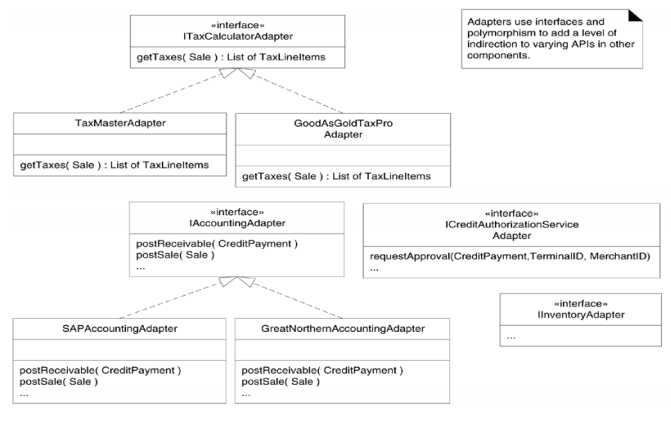 «interface»
ITaxCalculatorAdapter
getTaxes( Sale ) : List of TaxLineItems
Adapters use interfaces and
polymorphism to add a level of
indirection to varying APIs in other
components.
TaxMasterAdapter
getTaxes( Sale ) : List of TaxLineItems
GoodAsGoldTaxPro
Adapter
getTaxes( Sale ) : List of TaxLineItems
«interface»
IAccountingAdapter
postReceivable( CreditPayment )
postSale( Sale )
...
«interface»
ICreditAuthorizationService
Adapter
requestApproval(CreditPayment,TerminalID, MerchantID)
...
«interface»
IInventoryAdapter
...
SAPAccountingAdapter
postReceivable( CreditPayment )
postSale( Sale )
...
GreatNorthernAccountingAdapter
postReceivable( CreditPayment )
postSale( Sale )
...